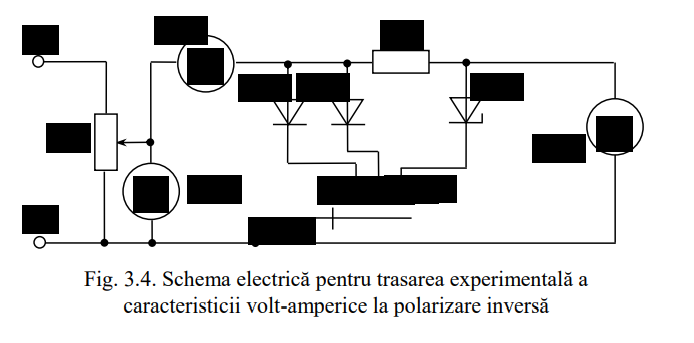 Fig. 3.4. Schema electrică pentru trasarea experimentală a
caracteristicii volt-amperice la polarizare inversă